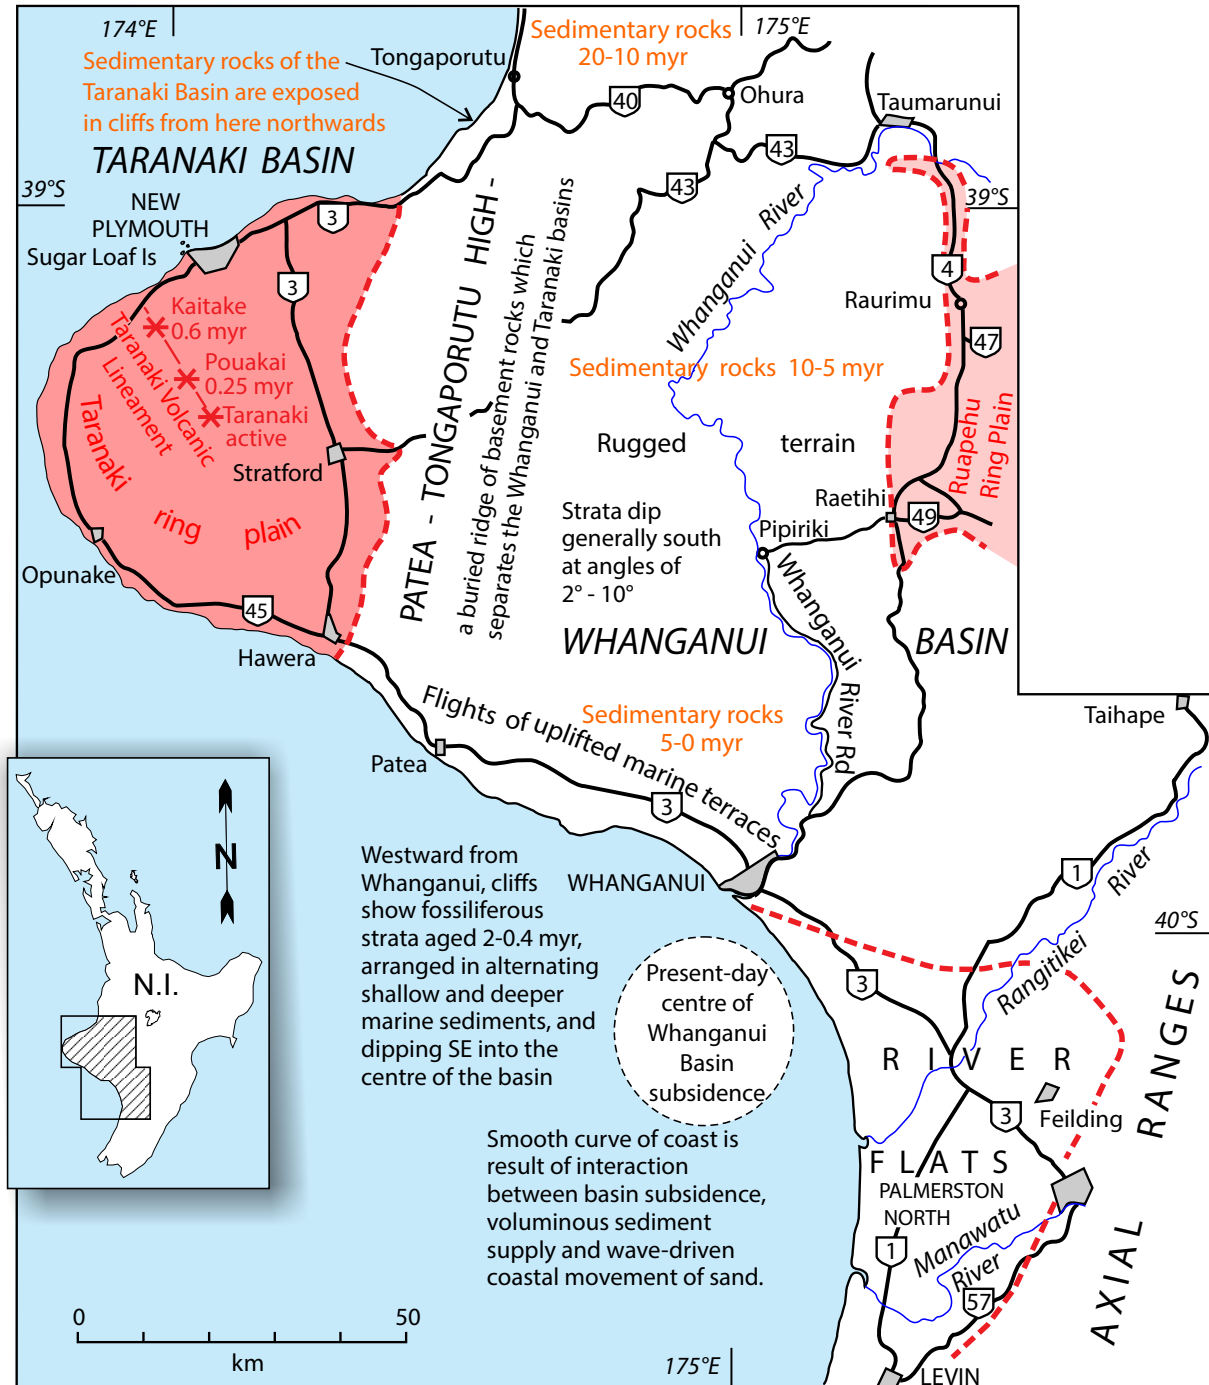 174°E
175°E
Sedimentary rocks of the
Taranaki Basin are exposed
in cliffs from here northwards
Tongaporutu
Sedimentary rocks
20-10 myr
40
Ohura
Taumarunui
TARANAKI BASIN
43
43
39°S
39°S
NEW
PLYMOUTH
Sugar Loaf Is
3
3
Kaitake
0.6 myr
Pouakai
0.25 myr
Taranaki
active
Taranaki Volcanic
Lineament
Taranaki
ring plain
Stratford
Opunake
45
Hawera
PATEA - TONGAPORUTU HIGH -
a buried ridge of basement rocks which
separates the Whanganui and Taranaki basins
Whanganui River
4
Raurimu
47
Sedimentary rocks 10-5 myr
Rugged terrain
Ruapehu
Ring Plain
Raetihi
49
Strata dip
generally south
at angles of
2° - 10°
Pipiriki
Whanganui River Rd
WHANGANUI BASIN
Flights of uplifted marine terraces
Sedimentary rocks
5-0 myr
Patea
3
Taihape
N
N.I.
Westward from
Whanganui, cliffs
show fossiliferous
strata aged 2-0.4 myr,
arranged in alternating
shallow and deeper
marine sediments, and
dipping SE into the
centre of the basin
WHANGANUI
1
Rangitikei River
40°S
3
Present-day
centre of
Whanganui
Basin
subsidence
RIVER
FLATS
3
Feilding
AXIAL RANGES
Smooth curve of coast is
result of interaction
between basin subsidence,
voluminous sediment
supply and wave-driven
coastal movement of sand.
PALMERSTON
NORTH
1
Manawatu
River
57
LEVIN
0 50
km
175°E